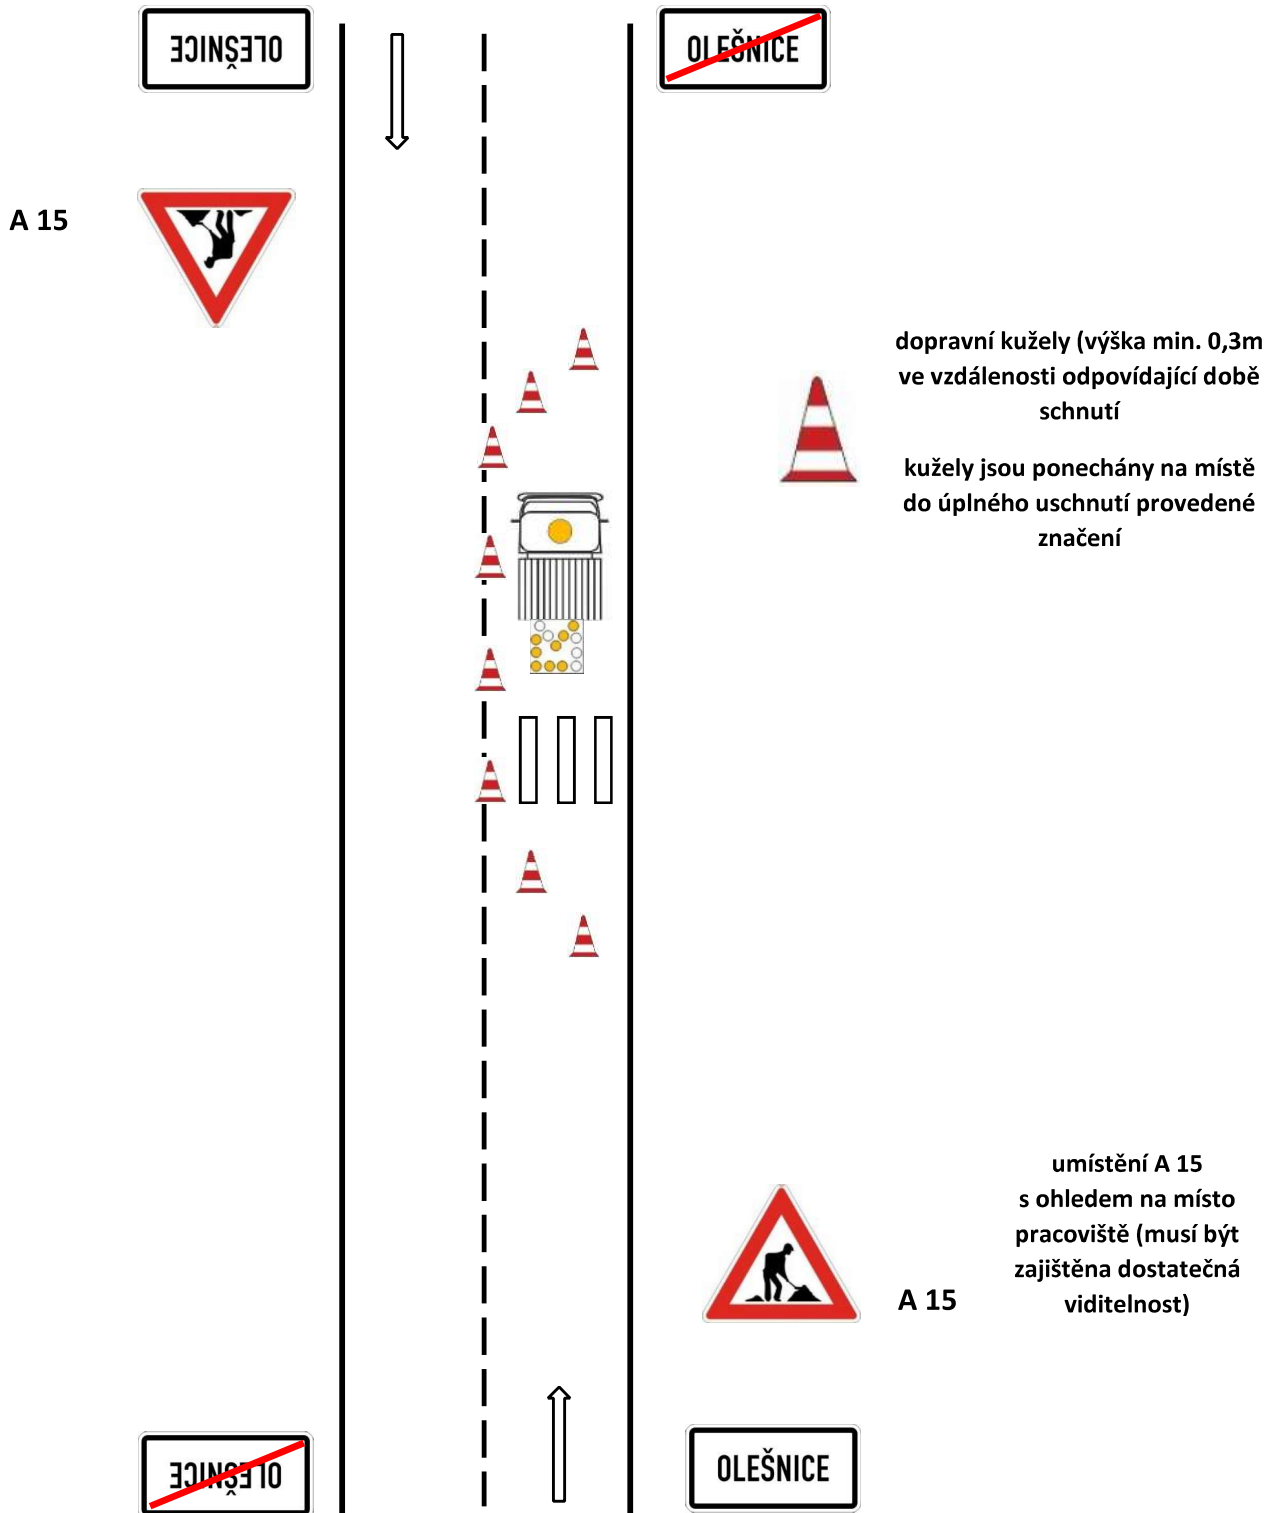 OLEŠNICE
OLEŠNICE
A 15
dopravní kužely (výška min. 0,3m
ve vzdálenosti odpovídající době
schnutí
kužely jsou ponechány na místě
do úplného uschnutí provedené
značení
umístění A 15
s ohledem na místo
pracoviště (musí být
zajištěna dostatečná
viditelnost)
A 15
OLEŠNICE
OLEŠNICE